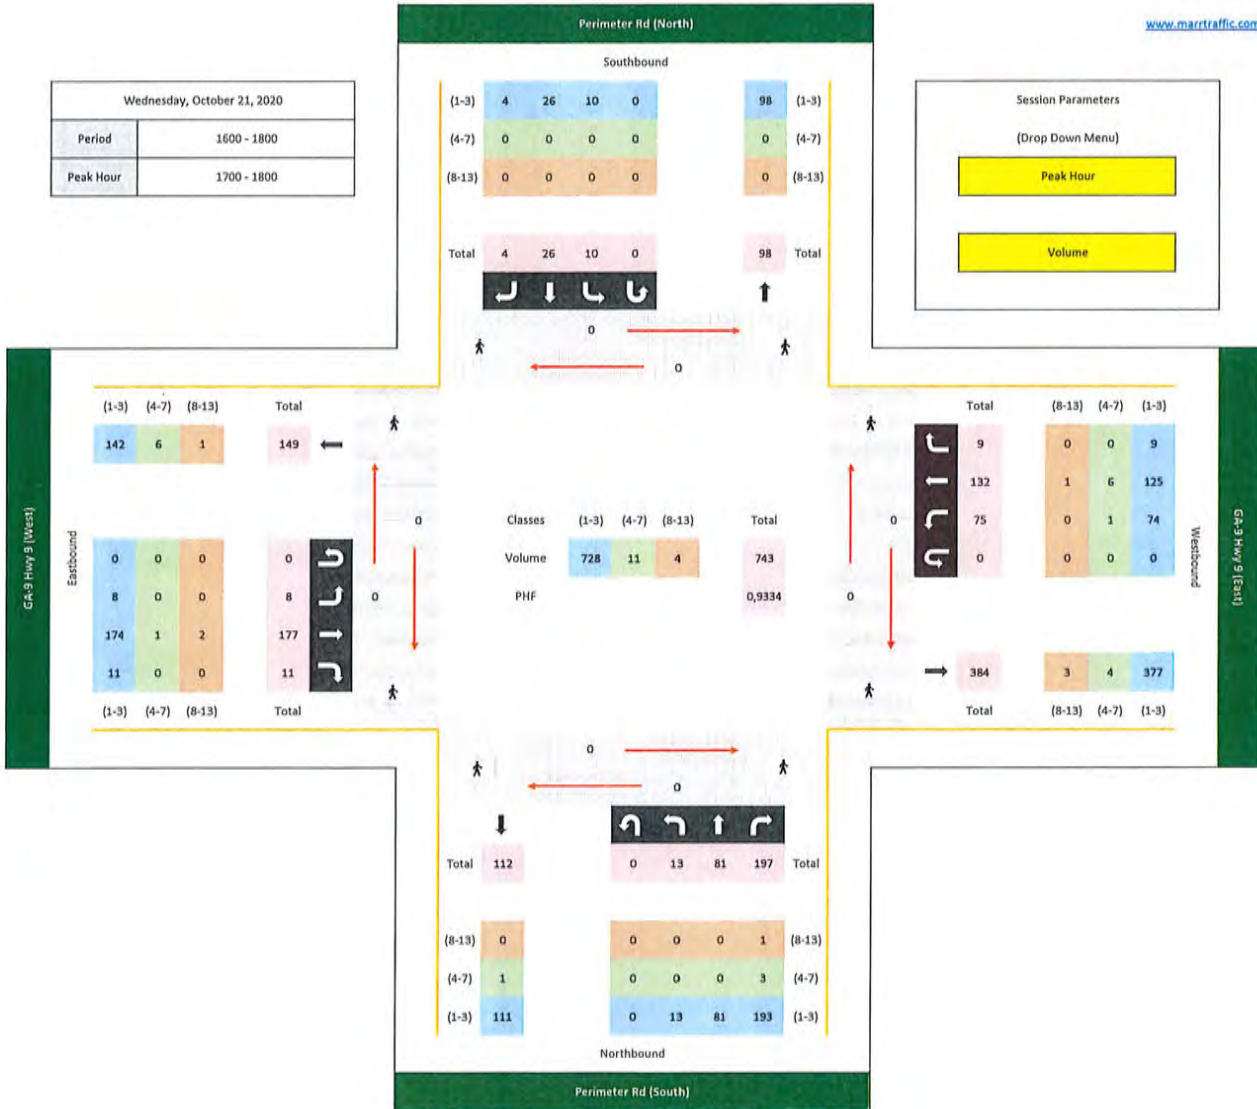 Perimeter Rd (North)
www.marrtraffic.com
Southbound
Wednesday, October 21, 2020
Period 1600 - 1800
Peak Hour 1700 - 1800
(1-3) 4 26 10 0 98 (1-3)
(4-7) 0 0 0 0 0 (4-7)
(8-13) 0 0 0 0 0 (8-13)
Total 4 26 10 0 98 Total
Session Parameters
(Drop Down Menu)
Peak Hour
Volume
0
0
GA-9 Hwy 9 (West)
Eastbound
(1-3) (4-7) (8-13) Total
142 6 1 149
0 0 0 0
8 0 0 8
174 1 2 177
11 0 0 11
(1-3) (4-7) (8-13) Total
0
0
Classes (1-3) (4-7) (8-13) Total
Volume 728 11 4 743
PHF 0,9334
0
0
Total (8-13) (4-7) (1-3)
9 0 0 9
132 1 6 125
75 0 1 74
0 0 0 0
384 3 4 377
Total (8-13) (4-7) (1-3)
Westbound
GA-9 Hwy 9 (East)
0
0
Total 112 0 13 81 197 Total
(8-13) 0 0 0 0 1 (8-13)
(4-7) 1 0 0 0 3 (4-7)
(1-3) 111 0 13 81 193 (1-3)
Northbound
Perimeter Rd (South)